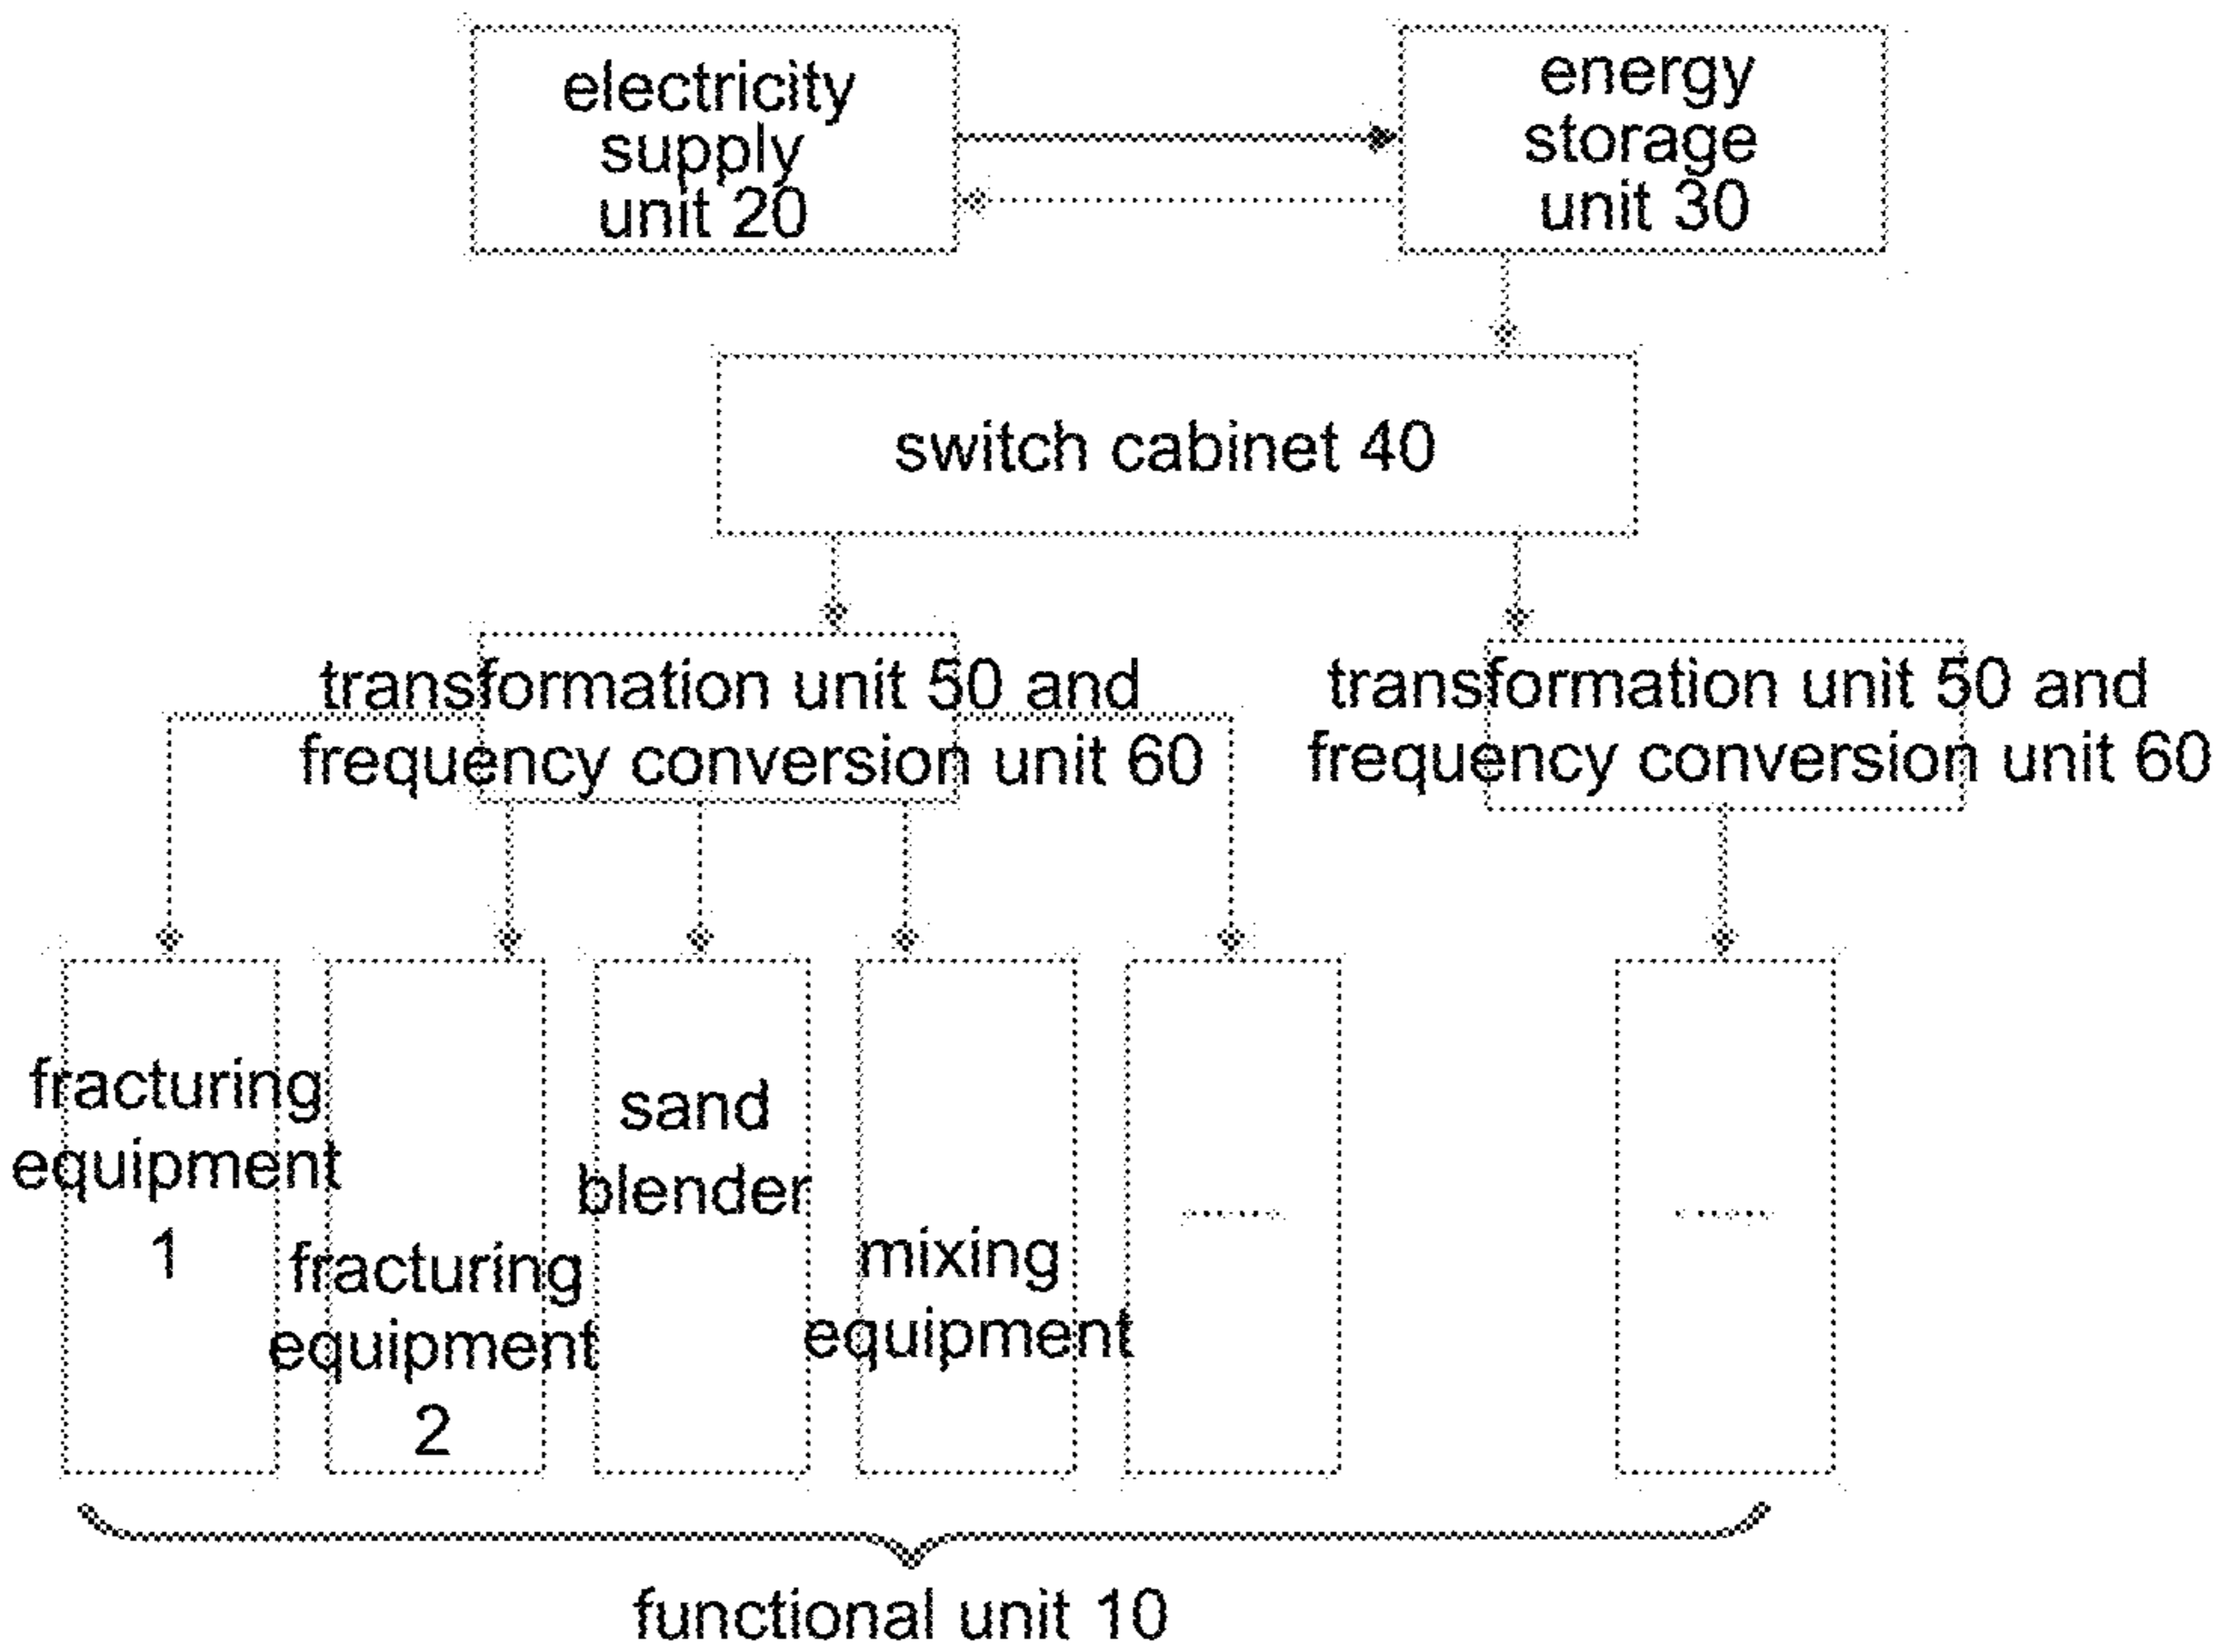 electricity
supply
unit 20
energy
storage
unit 30
switch cabinet 40
transformation unit 50 and
frequency conversion unit 60
transformation unit 50 and
frequency conversion unit 60
fracturing
equipment
1
fracturing
equipment
2
sand
blender
mixing
equipment
......
......
functional unit 10